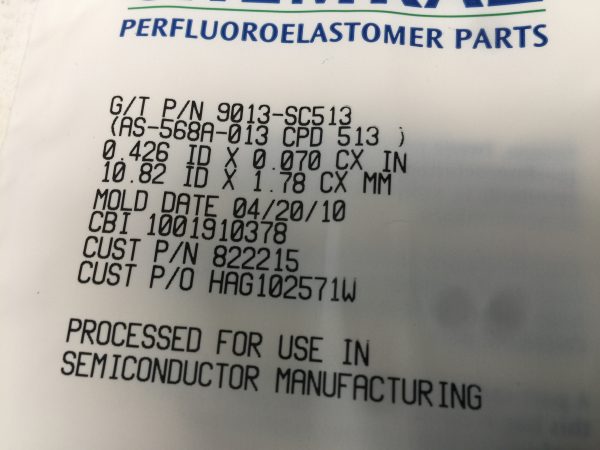 PERFLUOROELASTOMER PARTS
G/T P/N 9013-SC513
(AS-568A-013 CPD 513 )
0.426 ID X 0.070 CX IN
10.82 ID X 1.78 CX MM
MOLD DATE 04/20/10
CBI 1001910378
CUST P/N 822215
CUST P/O HAG102571W
PROCESSED FOR USE IN
SEMICONDUCTOR MANUFACTURING